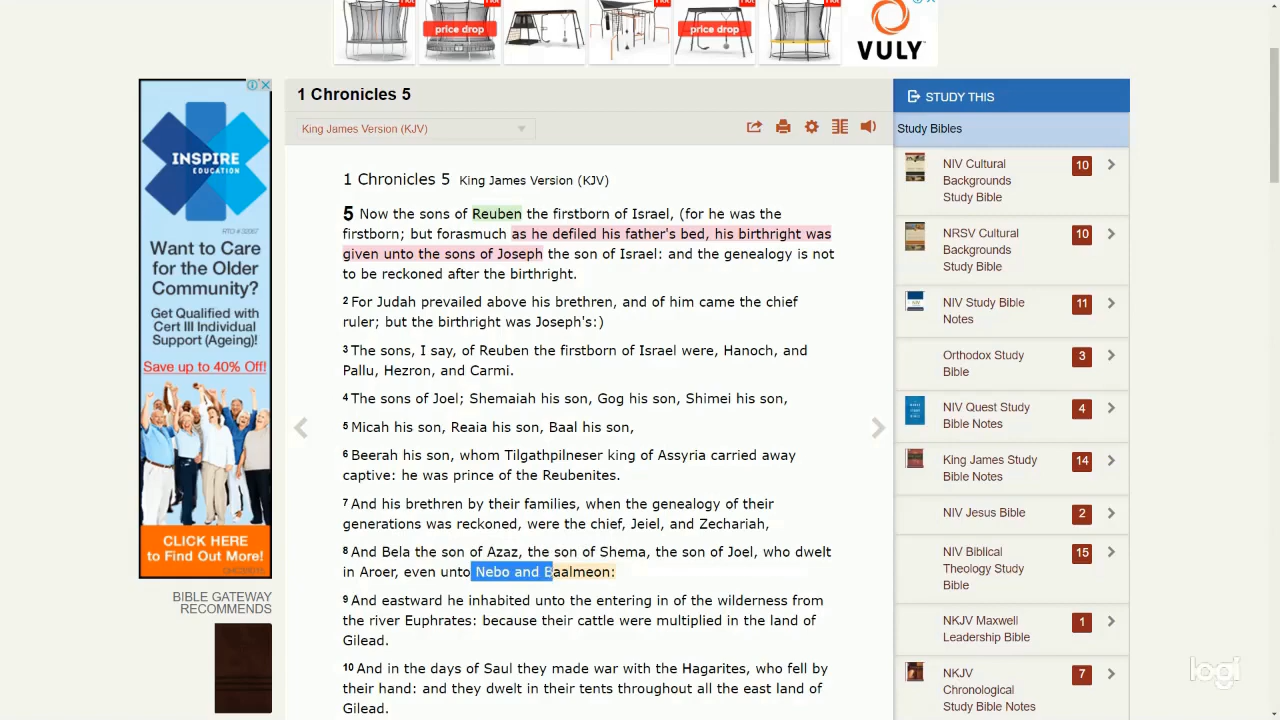 Hot
Hot
Hot
Hot
price drop
price drop
VULY
1 Chronicles 5
King James Version (KJV)
1 Chronicles 5 King James Version (KJV)
5 Now the sons of Reuben the firstborn of Israel, (for he was the
firstborn; but forasmuch as he defiled his father's bed, his birthright was
given unto the sons of Joseph the son of Israel: and the genealogy is not
to be reckoned after the birthright.
2 For Judah prevailed above his brethren, and of him came the chief
ruler; but the birthright was Joseph's:)
3 The sons, I say, of Reuben the firstborn of Israel were, Hanoch, and
Pallu, Hezron, and Carmi.
4 The sons of Joel; Shemaiah his son, Gog his son, Shimei his son,
5 Micah his son, Reaia his son, Baal his son,
6 Beerah his son, whom Tilgathpilneser king of Assyria carried away
captive: he was prince of the Reubenites.
7 And his brethren by their families, when the genealogy of their
generations was reckoned, were the chief, Jeiel, and Zechariah,
8 And Bela the son of Azaz, the son of Shema, the son of Joel, who dwelt
in Aroer, even unto Nebo and Baalmeon:
9 And eastward he inhabited unto the entering in of the wilderness from
the river Euphrates: because their cattle were multiplied in the land of
Gilead.
10 And in the days of Saul they made war with the Hagarites, who fell by
their hand: and they dwelt in their tents throughout all the east land of
Gilead.
INSPIRE
EDUCATION
RTO # 32067
Want to Care
for the Older
Community?
Get Qualified with
Cert III Individual
Support (Ageing)!
Save up to 40% Off!
CLICK HERE
to Find Out More!
BIBLE GATEWAY
RECOMMENDS
STUDY THIS
Study Bibles
NIV Cultural
Backgrounds
Study Bible
10
NRSV Cultural
Backgrounds
Study Bible
10
NIV Study Bible
Notes
11
Orthodox Study
Bible
3
NIV Quest Study
Bible Notes
4
King James Study
Bible Notes
14
NIV Jesus Bible
2
NIV Biblical
Theology Study
Bible
15
NKJV Maxwell
Leadership Bible
1
NKJV
Chronological
Study Bible Notes
7
logi